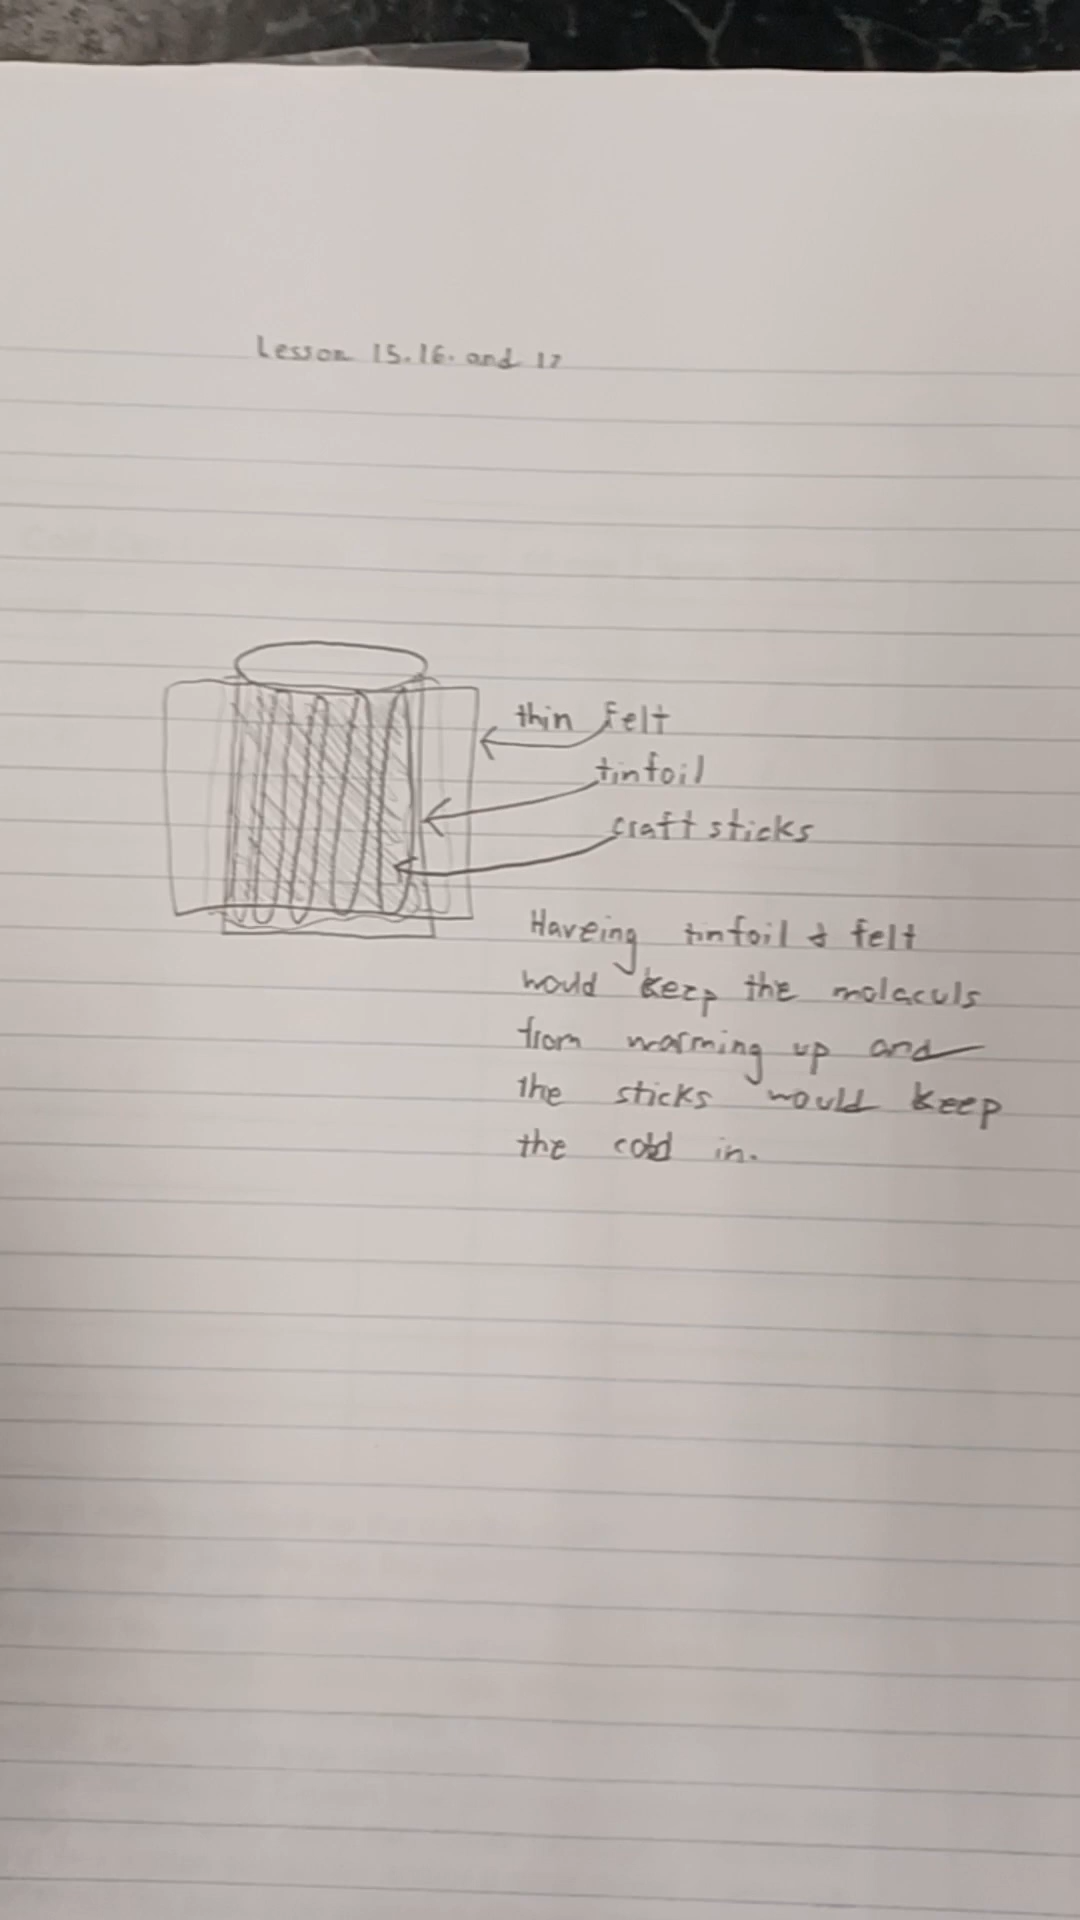 Lesson 15.16. and 17
thin felt
tinfoil
craft sticks
Haveing tinfoil & felt
would keep the molaculs
from warming up and
the sticks would keep
the cold in.